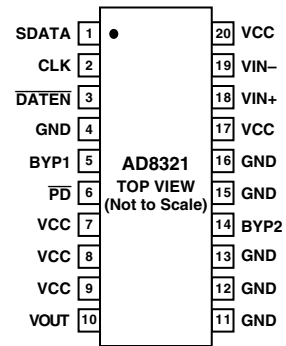 SDATA 1 20 VCC
CLK 2 19 VIN–
DATEN 3 18 VIN+
GND 4 17 VCC
BYP1 5 AD8321 16 GND
PD 6 TOP VIEW 15 GND
(Not to Scale)
VCC 7 14 BYP2
VCC 8 13 GND
VCC 9 12 GND
VOUT 10 11 GND